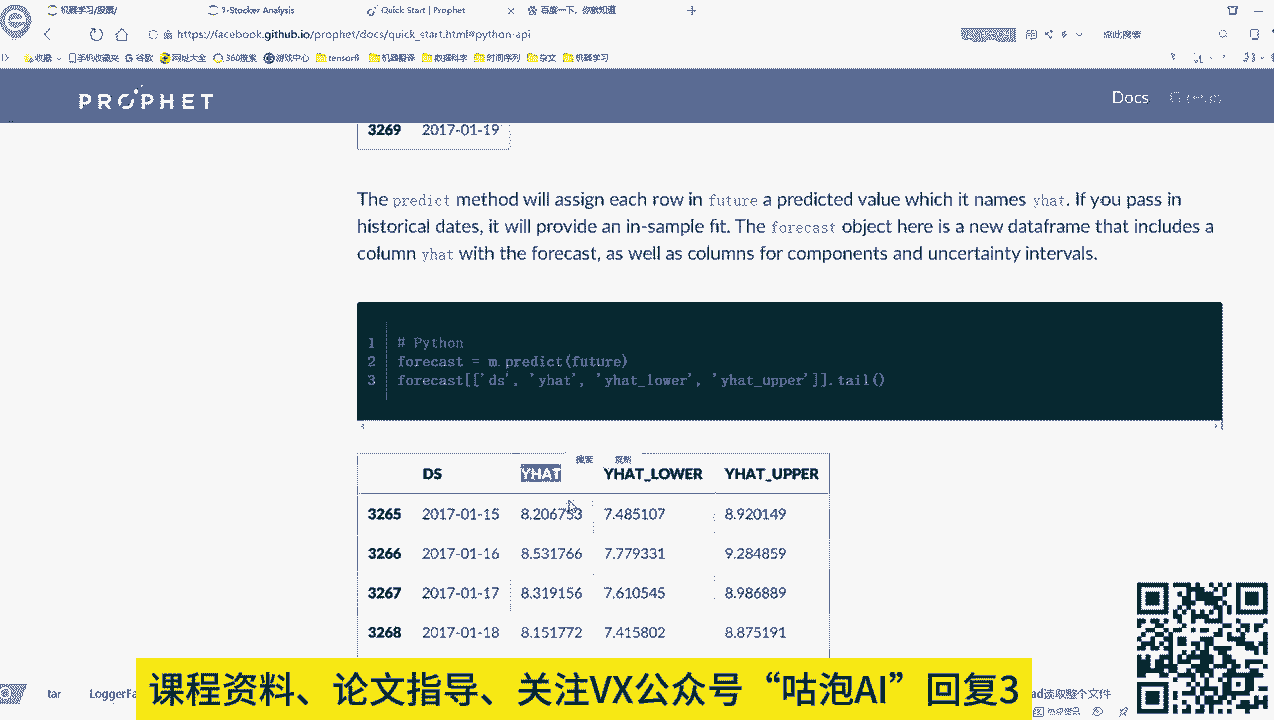 机器学习/股票/
1-Stocker Analysis
Quick Start | Prophet
百度一下，你就知道
https://facebook.github.io/prophet/docs/quick_start.html#python-api
点此搜索
收藏 手机收藏夹 谷歌 网址大全 360搜索 游戏中心 tensorfl 机器翻译 数据科学 时间序列 杂文 机器学习
PROPHET
Docs
3269 2017-01-19
The predict method will assign each row in future a predicted value which it names yhat. If you pass in
historical dates, it will provide an in-sample fit. The forecast object here is a new dataframe that includes a
column yhat with the forecast, as well as columns for components and uncertainty intervals.
1 # Python
2 forecast = m.predict(future)
3 forecast[['ds', 'yhat', 'yhat_lower', 'yhat_upper']].tail()
搜索 复制
DS YHAT YHAT_LOWER YHAT_UPPER
3265 2017-01-15 8.206753 7.485107 8.920149
3266 2017-01-16 8.531766 7.779331 9.284859
3267 2017-01-17 8.319156 7.610545 8.986889
3268 2017-01-18 8.151772 7.415802 8.875191
课程资料、论文指导、关注VX公众号“咕泡AI”回复3
tar
LoggerFa
ad读取整个文件